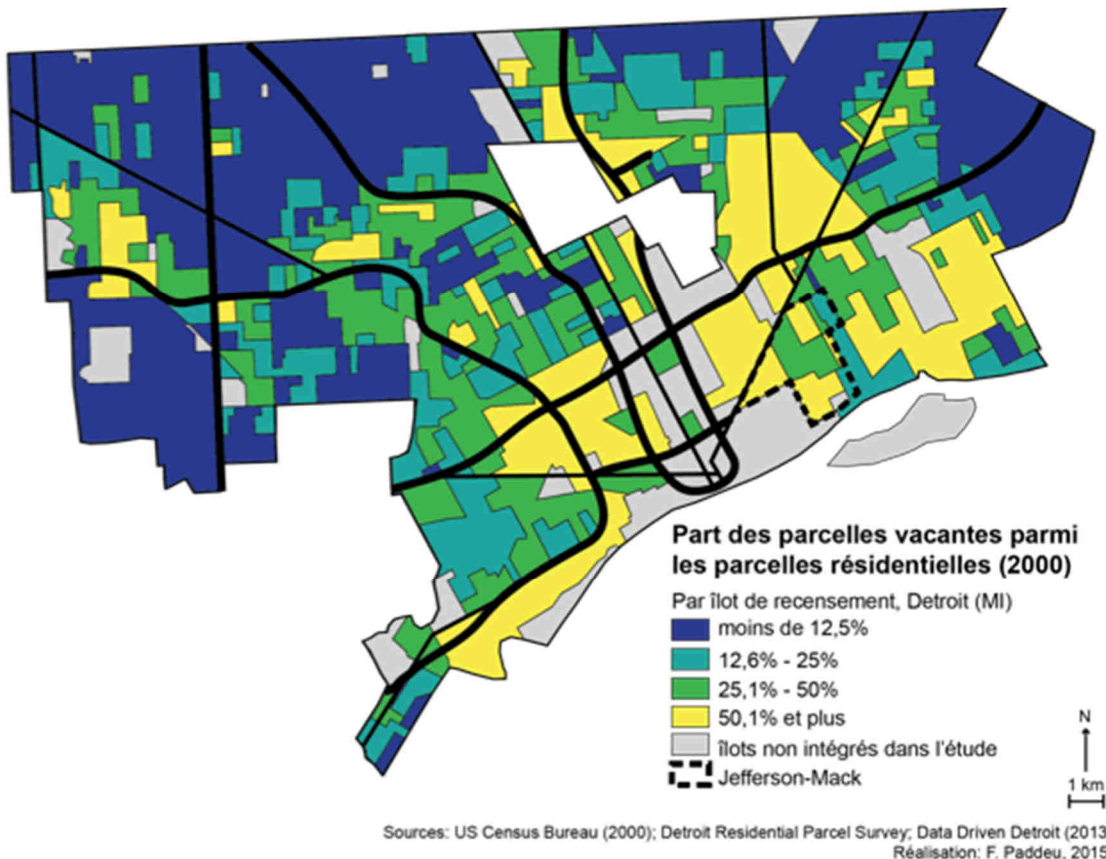 Part des parcelles vacantes parmi
les parcelles résidentielles (2000)
Par îlot de recensement, Detroit (MI)
moins de 12,5%
12,6% - 25%
25,1% - 50%
50,1% et plus
îlots non intégrés dans l'étude
Jefferson-Mack
N
1 km
Sources: US Census Bureau (2000); Detroit Residential Parcel Survey; Data Driven Detroit (2013
Réalisation: F. Paddeu, 2015